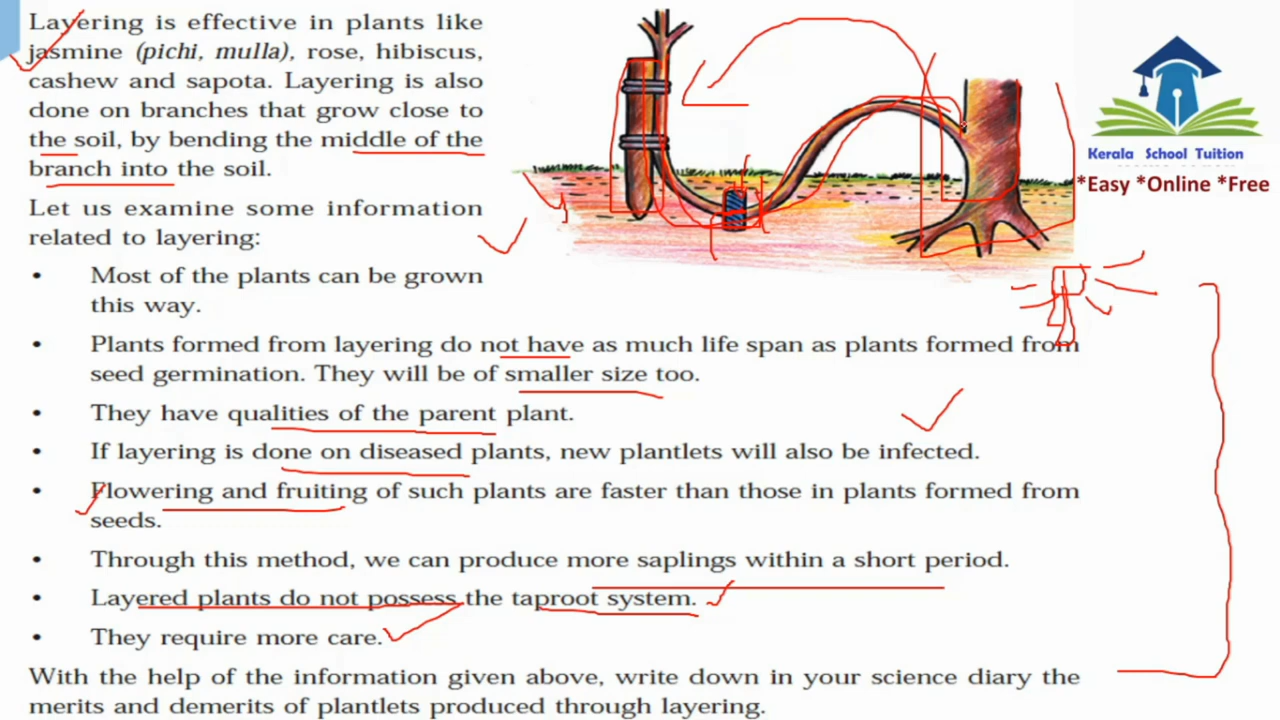 Layering is effective in plants like
jasmine (pichi, mulla), rose, hibiscus,
cashew and sapota. Layering is also
done on branches that grow close to
the soil, by bending the middle of the
branch into the soil.
Let us examine some information
related to layering:
• Most of the plants can be grown
this way.
• Plants formed from layering do not have as much life span as plants formed from
seed germination. They will be of smaller size too.
• They have qualities of the parent plant.
• If layering is done on diseased plants, new plantlets will also be infected.
• Flowering and fruiting of such plants are faster than those in plants formed from
seeds.
• Through this method, we can produce more saplings within a short period.
• Layered plants do not possess the taproot system.
• They require more care.
With the help of the information given above, write down in your science diary the
merits and demerits of plantlets produced through layering.
Kerala School Tuition
*Easy *Online *Free